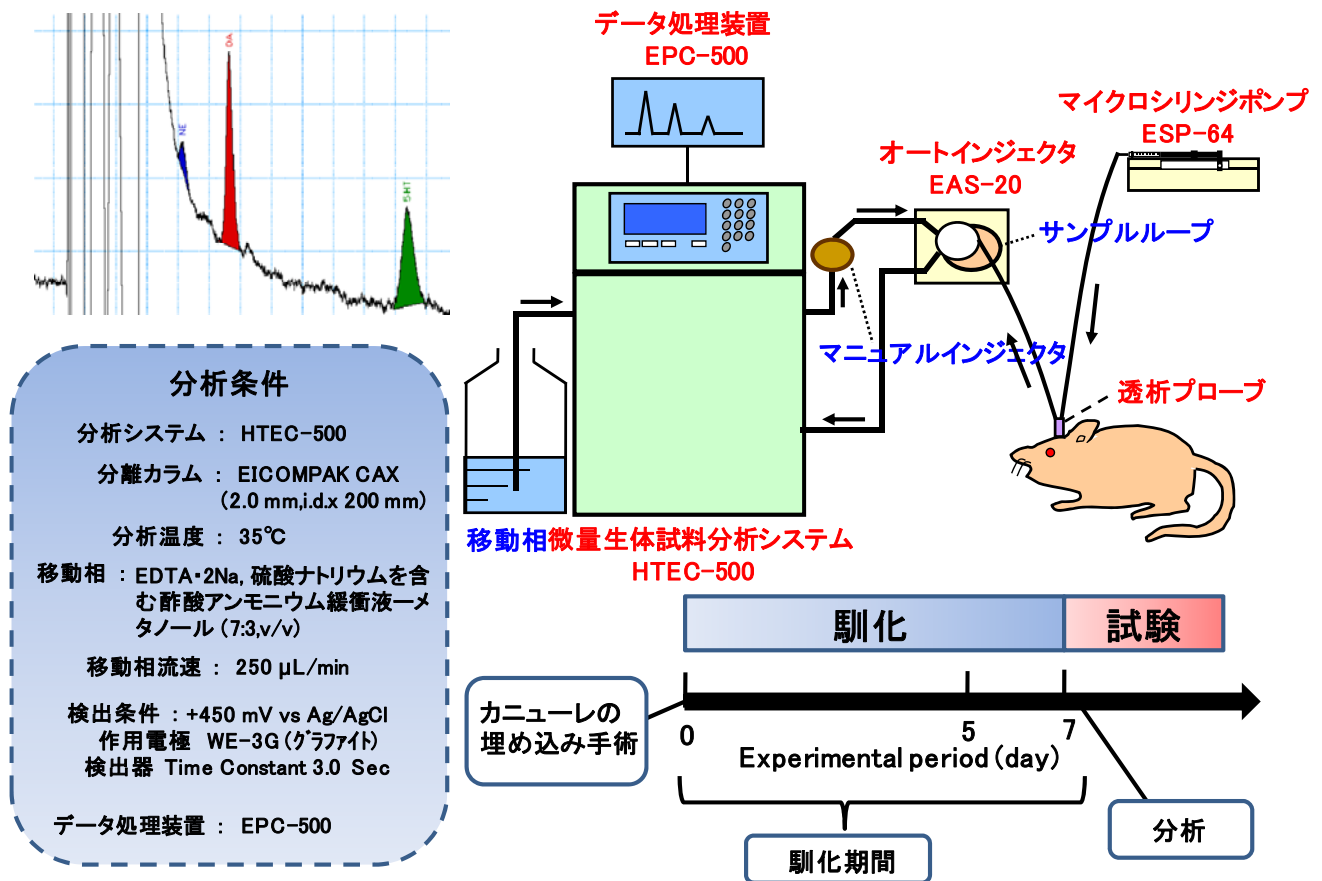 NE
DA
5-HT
データ処理装置
EPC-500
マイクロシリンジポンプ
ESP-64
オートインジェクタ
EAS-20
サンプルループ
マニュアルインジェクタ
透析プローブ
移動相
微量生体試料分析システム
HTEC-500
分析条件
分析システム : HTEC-500
分離カラム : EICOMPAK CAX
(2.0 mm,i.d.x 200 mm)
分析温度 : 35℃
移動相 : EDTA・2Na, 硫酸ナトリウムを含
む酢酸アンモニウム緩衝液ーメ
タノール (7:3,v/v)
移動相流速 : 250 μL/min
検出条件 : +450 mV vs Ag/AgCl
作用電極 WE-3G (グラファイト)
検出器 Time Constant 3.0 Sec
データ処理装置 : EPC-500
馴化
試験
カニューレの
埋め込み手術
0
5
7
Experimental period (day)
馴化期間
分析